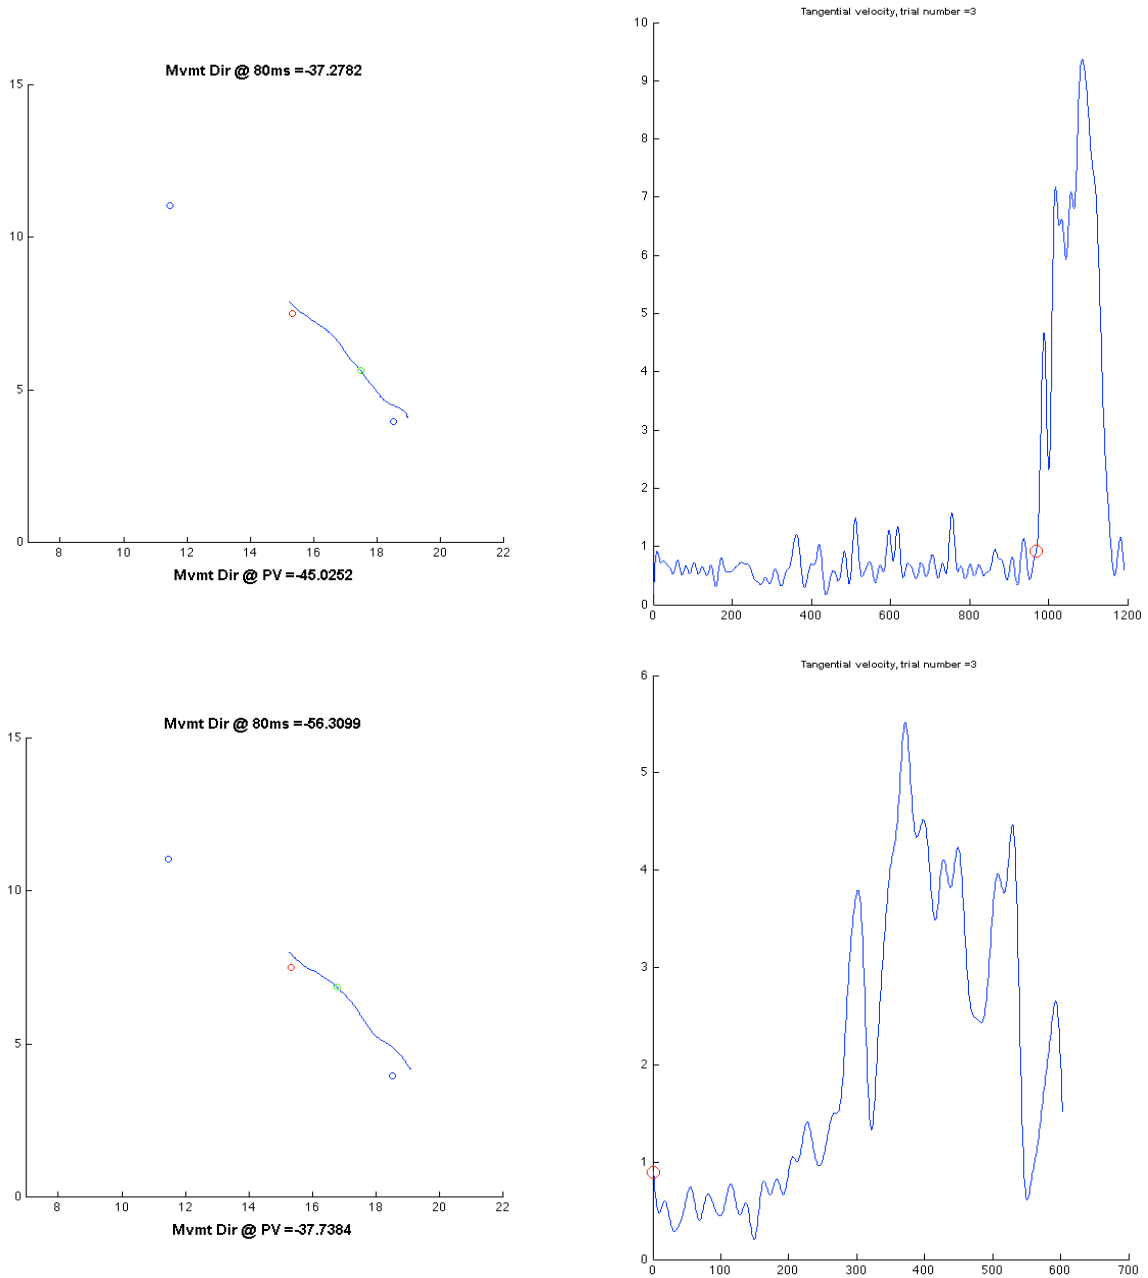 Tangential velocity, trial number =3
Mvmt Dir @ 80ms =-37.2782
15
10
5
0
8 10 12 14 16 18 20 22
Mvmt Dir @ PV =-45.0252
10
9
8
7
6
5
4
3
2
1
0
0 200 400 600 800 1000 1200
Tangential velocity, trial number =3
Mvmt Dir @ 80ms =-56.3099
15
10
5
0
8 10 12 14 16 18 20 22
Mvmt Dir @ PV =-37.7384
6
5
4
3
2
1
0
0 100 200 300 400 500 600 700